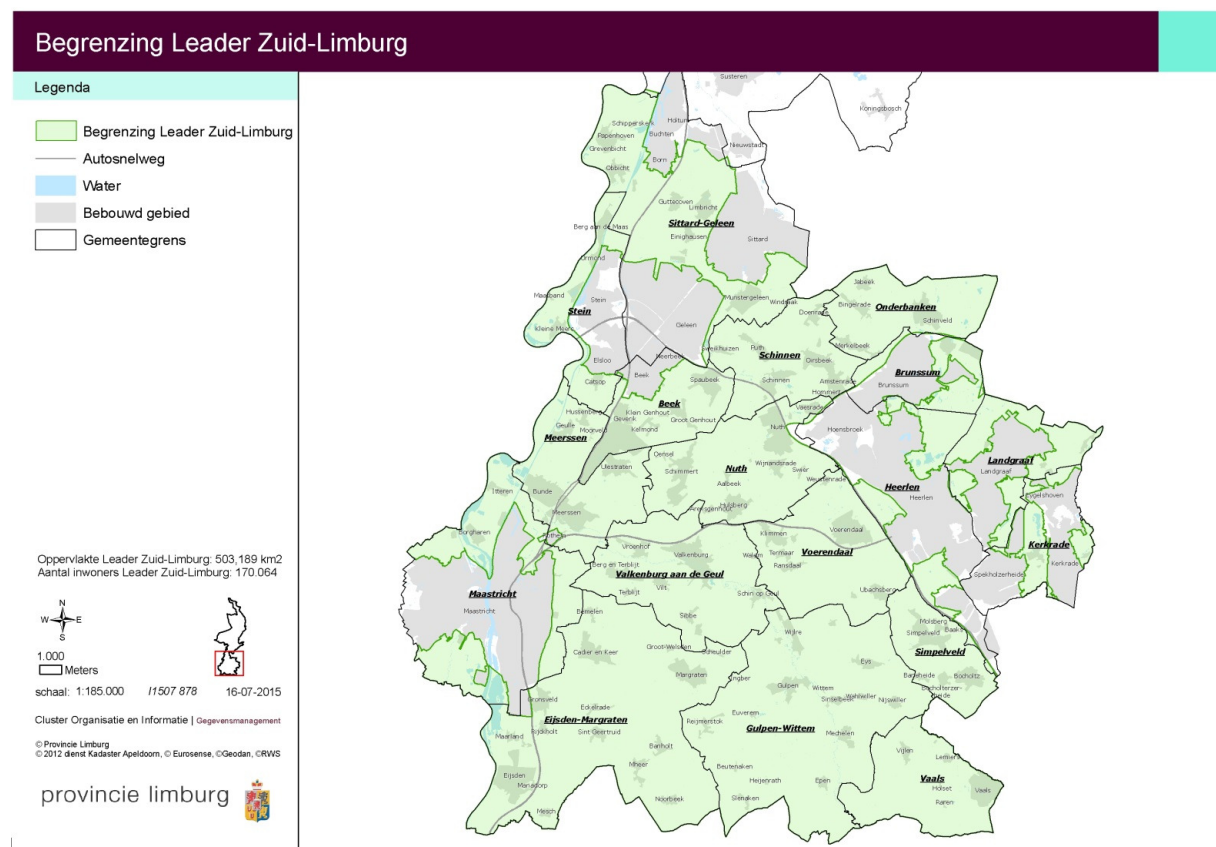 Begrenzing Leader Zuid-Limburg
Legenda
Begrenzing Leader Zuid-Limburg
Autosnelweg
Water
Bebouwd gebied
Gemeentegrens
Oppervlakte Leader Zuid-Limburg: 503,189 km2
Aantal inwoners Leader Zuid-Limburg: 170.064
N
W E
S
1.000
Meters
schaal: 1:185.000 I1507 878 16-07-2015
Cluster Organisatie en Informatie | Gegevensmanagement
© Provincie Limburg
© 2012 dienst Kadaster Apeldoorn, © Eurosense, ©Geodan, ©RWS
provincie limburg
Susteren
Koningsbosch
Schipperskerk
Holtum
Papenhoven
Buchten
Grevenbicht
Nieuwstadt
Born
Obbicht
Guttecoven
Limbricht
Sittard-Geleen
Berg aan de Maas
Einighausen
Sittard
Urmond
Jabeek
Maasband
Stein
Munstergeleen
Windraak
Bingelrade
Onderbanken
Stein
Doenrade
Schinveld
Kleine Meers
Geleen
Merkelbeek
Sweikhuizen
Puth
Schinnen
Oirsbeek
Elsloo
Neerbeek
Brunssum
Beek
Spaubeek
Schinnen
Amstenrade
Brunssum
Catsop
Hommert
Beek
Vaesrade
Hussenberg
Klein Genhout
Geulle
Geverik
Groot Genhout
Moorveld
Kelmond
Nuth
Hoensbroek
Meerssen
Oensel
Landgraaf
Ulestraten
Schimmert
Nuth
Wijnandsrade
Swier
Landgraaf
Aalbeek
Weustenrade
Heerlen
Itteren
Bunde
Heerlen
Eygelshoven
Hulsberg
Arensgenhout
Meerssen
Borgharen
Rothem
Klimmen
Voerendaal
Vroenhof
Valkenburg
Walem
Termaar
Voerendaal
Kerkrade
Berg en Terblijt
Ransdaal
Kerkrade
Valkenburg aan de Geul
Spekholzerheide
Vilt
Terblijt
Schin op Geul
Ubachsberg
Maastricht
Maastricht
Bemelen
Sibbe
Molsberg
Wijlre
Simpelveld
Baaks
Cadier en Keer
Groot-Welsden
Scheulder
Simpelveld
Eys
Margraten
Ingber
Baneheide
Bocholtz
Gulpen
Wittem
Bocholtzerheide
Gronsveld
Sinselbeek
Wahlwiller
Nijswiller
Eckelrade
Euverem
Eijsden-Margraten
Reijmerstok
Gulpen-Wittem
Rijckholt
Sint Geertruid
Maarland
Mechelen
Banholt
Vijlen
Lemiers
Mheer
Beutenaken
Eijsden
Heijenrath
Epen
Vaals
Mariadorp
Holset
Vaals
Noorbeek
Slenaken
Raren
Mesch